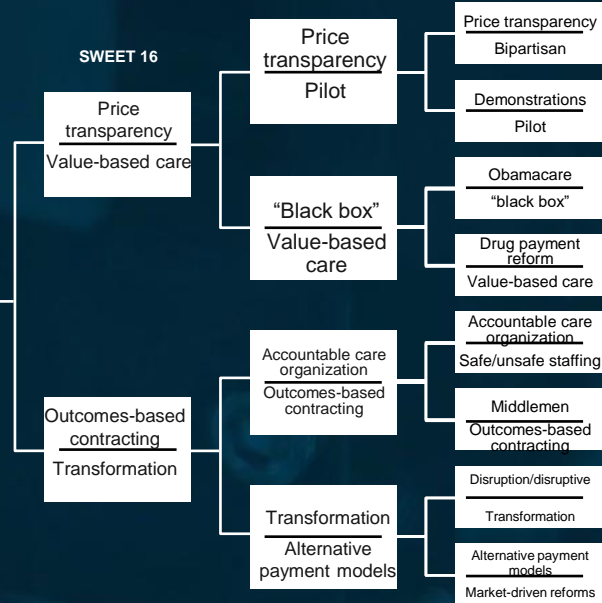 SWEET 16
Price
transparency
Value-based care
Outcomes-based
contracting
Transformation
Price
transparency
Pilot
“Black box”
Value-based
care
Accountable care
organization
Outcomes-based
contracting
Transformation
Alternative
payment models
Price transparency
Bipartisan
Demonstrations
Pilot
Obamacare
“black box”
Drug payment
reform
Value-based care
Accountable care
organization
Safe/unsafe staffing
Middlemen
Outcomes-based
contracting
Disruption/disruptive
Transformation
Alternative payment
models
Market-driven reforms